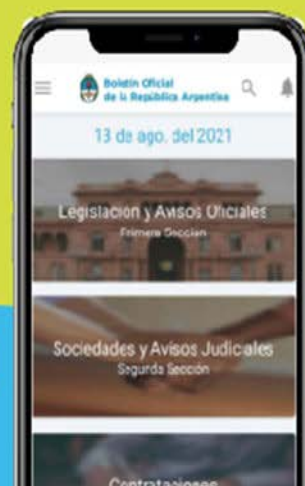 Boletín Oficial
de la República Argentina
13 de ago. del 2021
Legislación y Avisos Oficiales
Primera Sección
Sociedades y Avisos Judiciales
Segunda Sección
Contrataciones